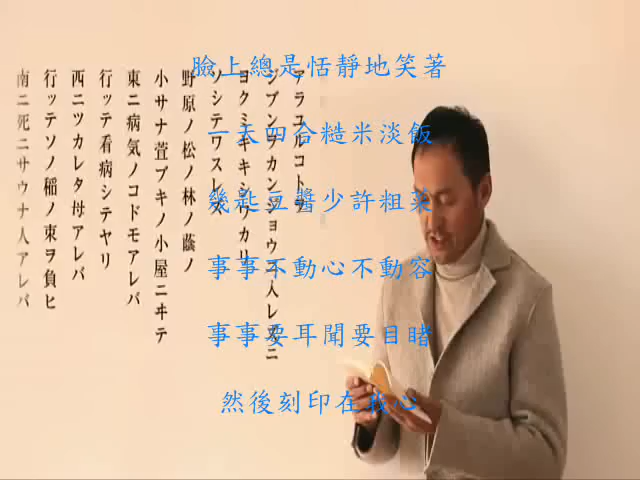 臉上總是恬靜地笑著
一天四合糙米淡飯
幾匙豆醬少許粗菜
事事不動心不動容
事事要耳聞要目睹
然後刻印在我心
アラユルコトヲ
ジブンヲカンジョウニ入レズニ
ヨクミキキシワカリ
ソシテワスレズ
野原ノ松ノ林ノ蔭ノ
小サナ萱ブキノ小屋ニヰテ
東ニ病気ノコドモアレバ
行ッテ看病シテヤリ
西ニツカレタ母アレバ
行ッテソノ稲ノ束ヲ負ヒ
南ニ死ニサウナ人アレバ